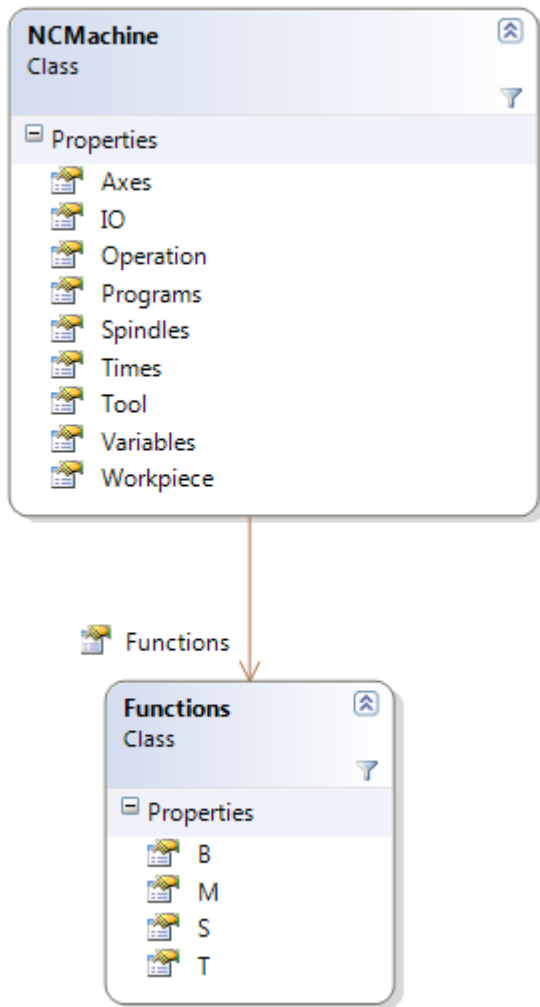 NCMachine
Class
Properties
Axes
IO
Operation
Programs
Spindles
Times
Tool
Variables
Workpiece
Functions
Functions
Class
Properties
B
M
S
T